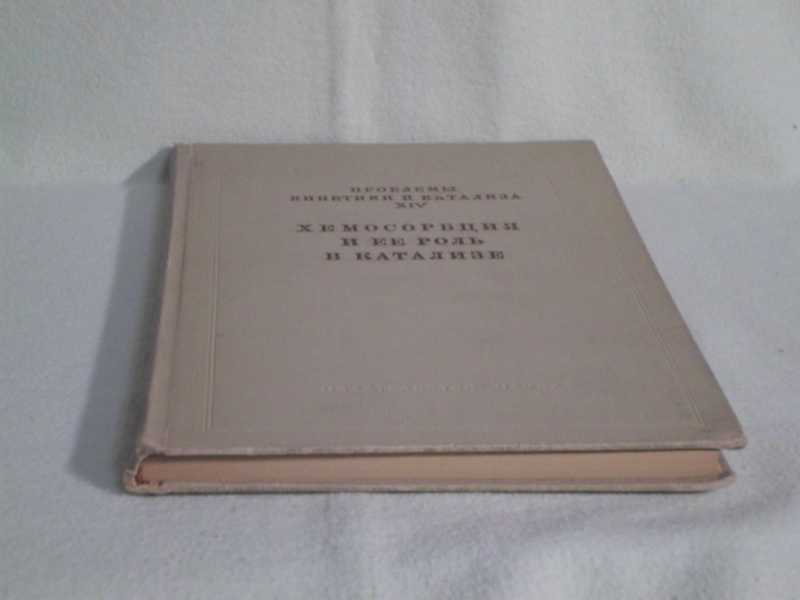 ПРОБЛЕМЫ
КИНЕТИКИ И КАТАЛИЗА
XIV
ХЕМОСОРБЦИЯ
И ЕЕ РОЛЬ
В КАТАЛИЗЕ